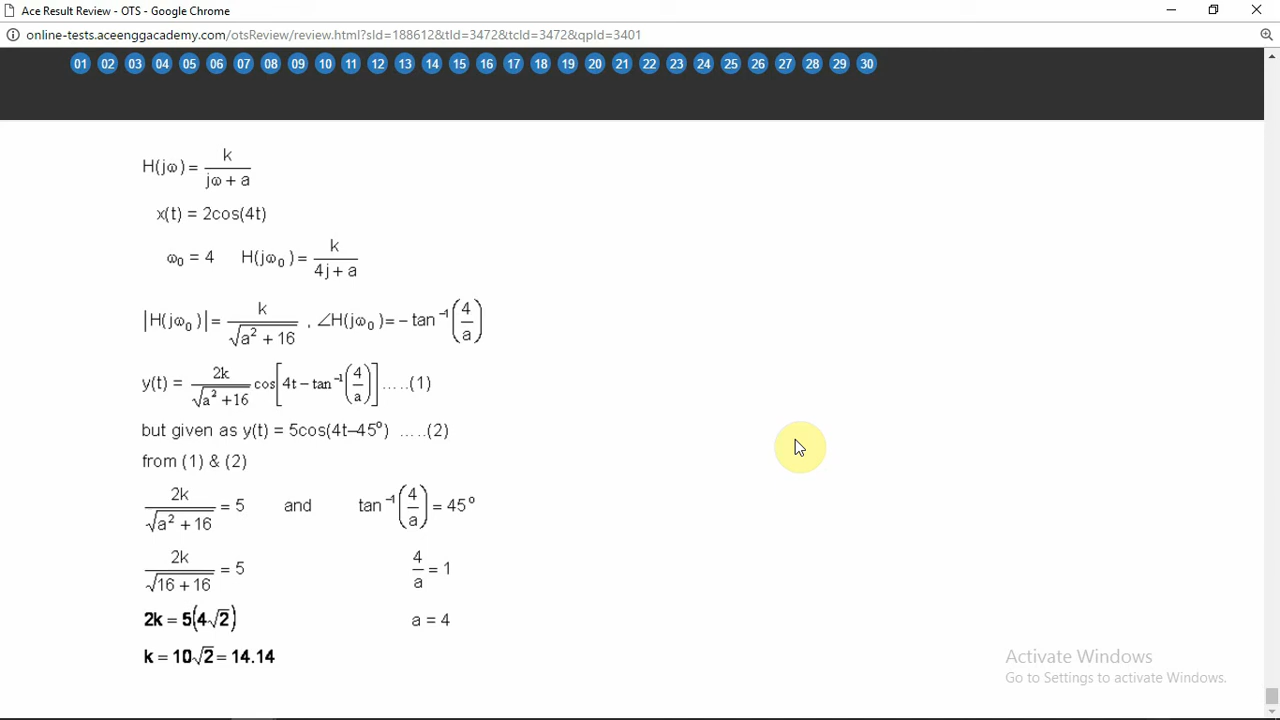 Ace Result Review - OTS - Google Chrome
online-tests.aceenggacademy.com/otsReview/review.html?sId=188612&tId=3472&tcId=3472&qpId=3401
01 02 03 04 05 06 07 08 09 10 11 12 13 14 15 16 17 18 19 20 21 22 23 24 25 26 27 28 29 30
H(jω) = k / (jω + a)
x(t) = 2cos(4t)
ω₀ = 4 H(jω₀) = k / (4j + a)
|H(jω₀)| = k / √(a² + 16) , ∠H(jω₀) = – tan⁻¹(4/a)
y(t) = 2k / √(a² + 16) cos[4t – tan⁻¹(4/a)] .....(1)
but given as y(t) = 5cos(4t–45º) .....(2)
from (1) & (2)
2k / √(a² + 16) = 5 and tan⁻¹(4/a) = 45º
2k / √(16 + 16) = 5 4/a = 1
2k = 5(4√2) a = 4
k = 10√2 = 14.14
Activate Windows
Go to Settings to activate Windows.